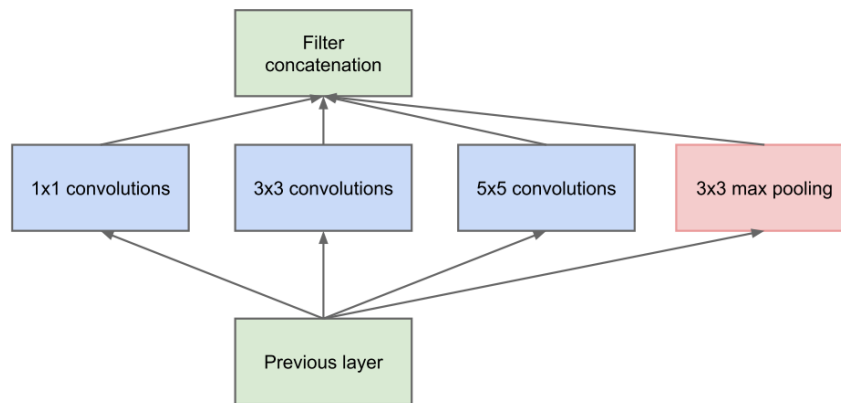 Filter
concatenation
1x1 convolutions
3x3 convolutions
5x5 convolutions
3x3 max pooling
Previous layer